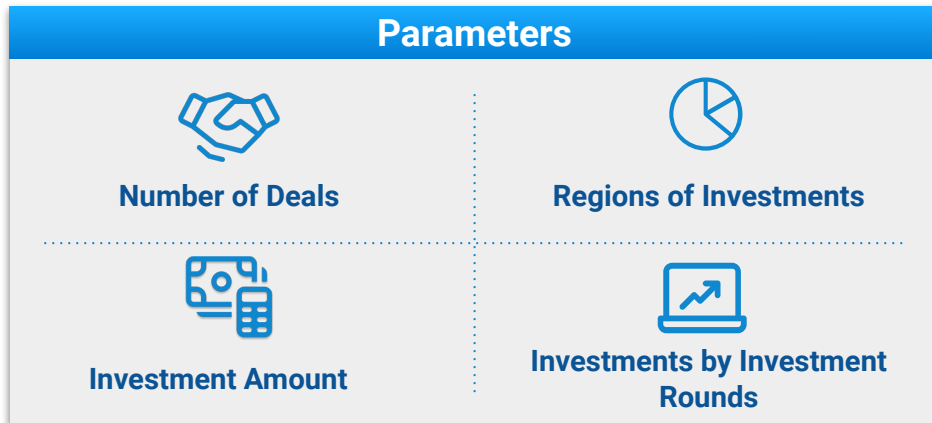 Parameters
Number of Deals
Regions of Investments
Investment Amount
Investments by Investment
Rounds